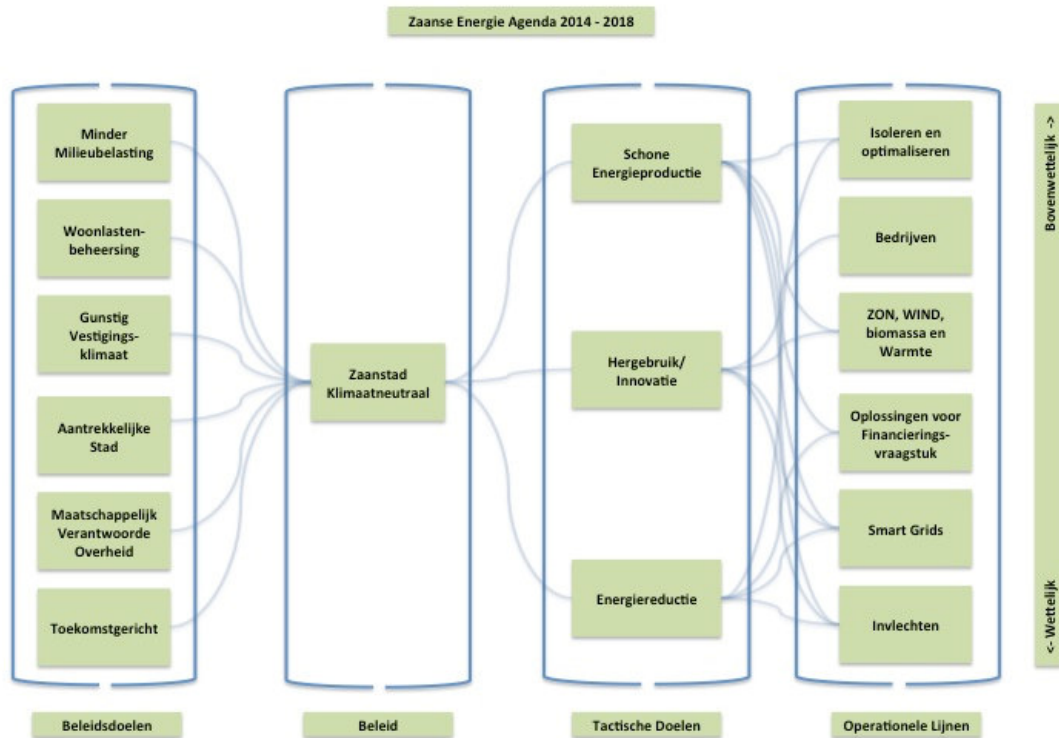 Zaanse Energie Agenda 2014 - 2018
Minder
Milieubelasting
Woonlasten-
beheersing
Gunstig
Vestigings-
klimaat
Aantrekkelijke
Stad
Maatschappelijk
Verantwoorde
Overheid
Toekomstgericht
Zaanstad
Klimaatneutraal
Schone
Energieproductie
Hergebruik/
Innovatie
Energiereductie
Isoleren en
optimaliseren
Bedrijven
ZON, WIND,
biomassa en
Warmte
Oplossingen voor
Financierings-
vraagstuk
Smart Grids
Invlechten
<- Wettelijk
Bovenwettelijk ->
Beleidsdoelen
Beleid
Tactische Doelen
Operationele Lijnen